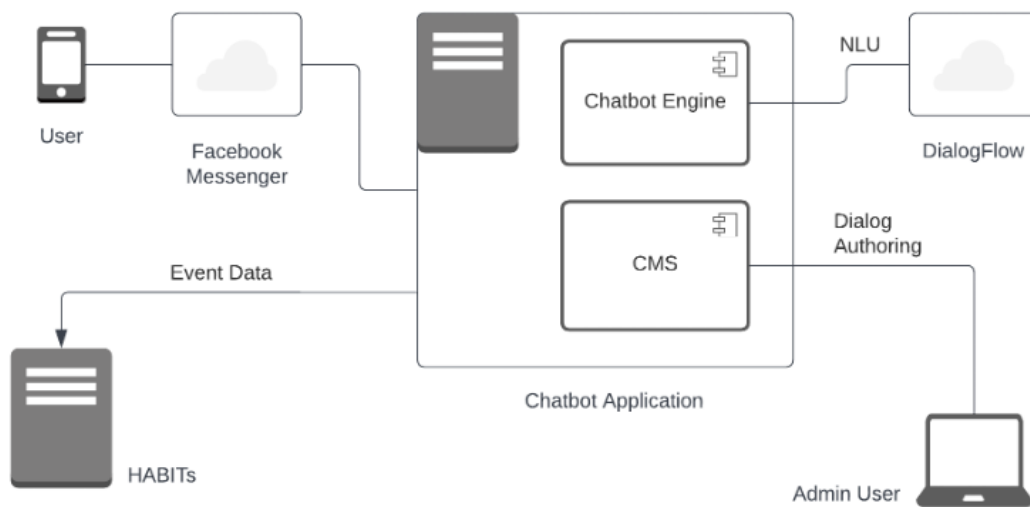 NLU
Chatbot Engine
User
Facebook
Messenger
DialogFlow
Dialog
Authoring
CMS
Event Data
Chatbot Application
HABITs
Admin User